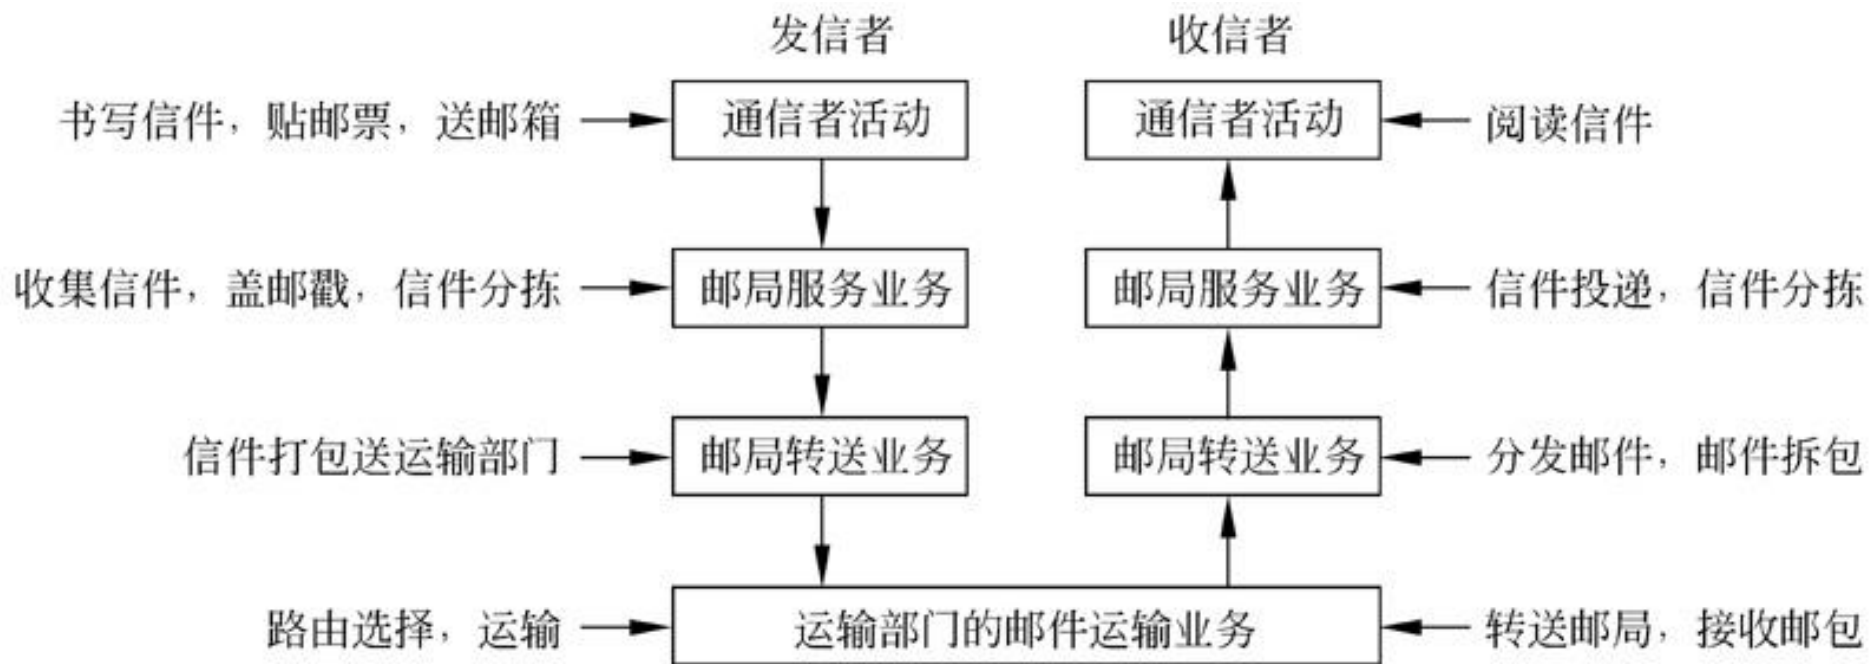 发信者 收信者
书写信件，贴邮票，送邮箱 通信者活动 通信者活动 阅读信件
收集信件，盖邮戳，信件分拣 邮局服务业务 邮局服务业务 信件投递，信件分拣
信件打包送运输部门 邮局转送业务 邮局转送业务 分发邮件，邮件拆包
路由选择，运输 运输部门的邮件运输业务 转送邮局，接收邮包